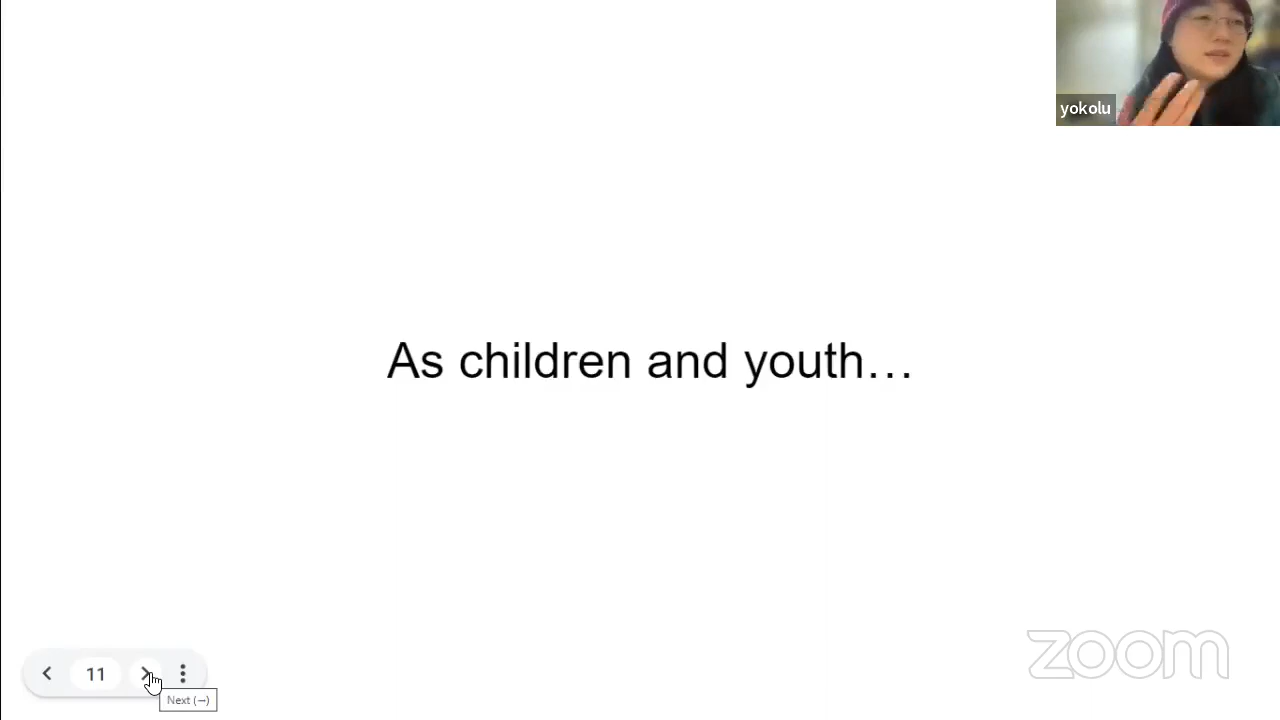 yokolu
As children and youth…
11
Next (→)
zoom